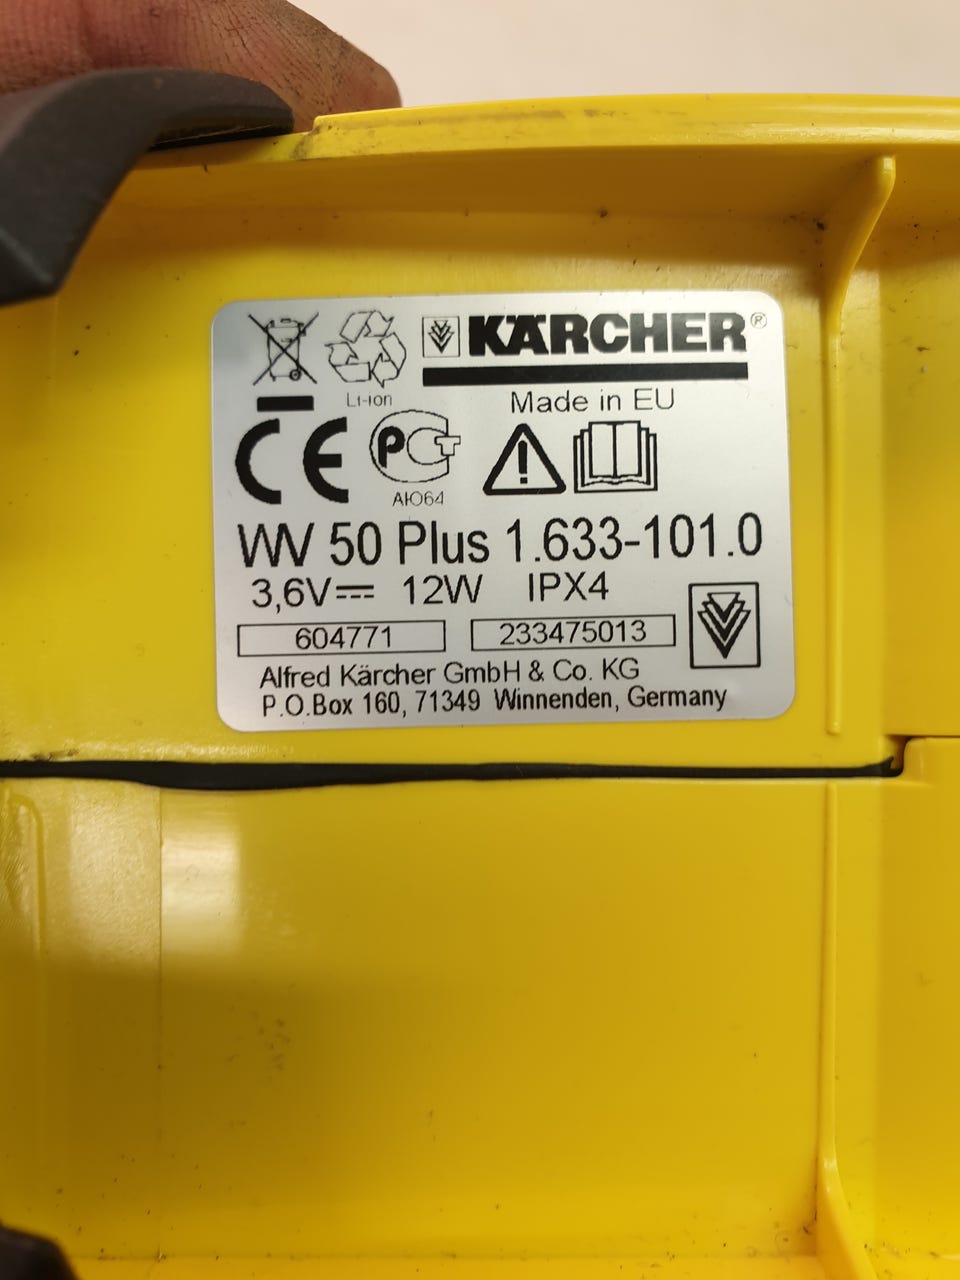 KÄRCHER®
Li-ion
Made in EU
CE
РСТ
АЮ64
WV 50 Plus 1.633-101.0
3,6V⎓ 12W IPX4
604771 233475013
Alfred Kärcher GmbH & Co. KG
P.O.Box 160, 71349 Winnenden, Germany